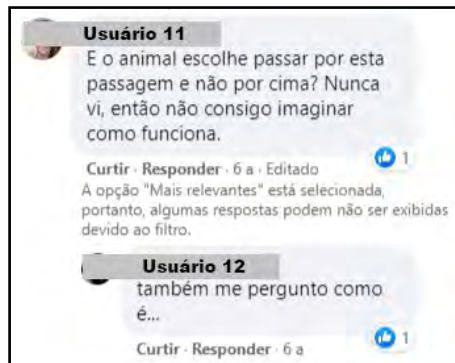 Usuário 11
E o animal escolhe passar por esta
passagem e não por cima? Nunca
vi, então não consigo imaginar
como funciona.
1
Curtir · Responder · 6 a · Editado
A opção "Mais relevantes" está selecionada,
portanto, algumas respostas podem não ser exibidas
devido ao filtro.
Usuário 12
também me pergunto como
é...
1
Curtir · Responder · 6 a